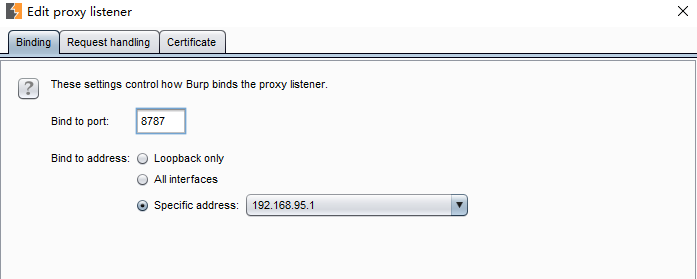 Edit proxy listener
Binding Request handling Certificate
? These settings control how Burp binds the proxy listener.
Bind to port: 8787
Bind to address: Loopback only
All interfaces
Specific address: 192.168.95.1